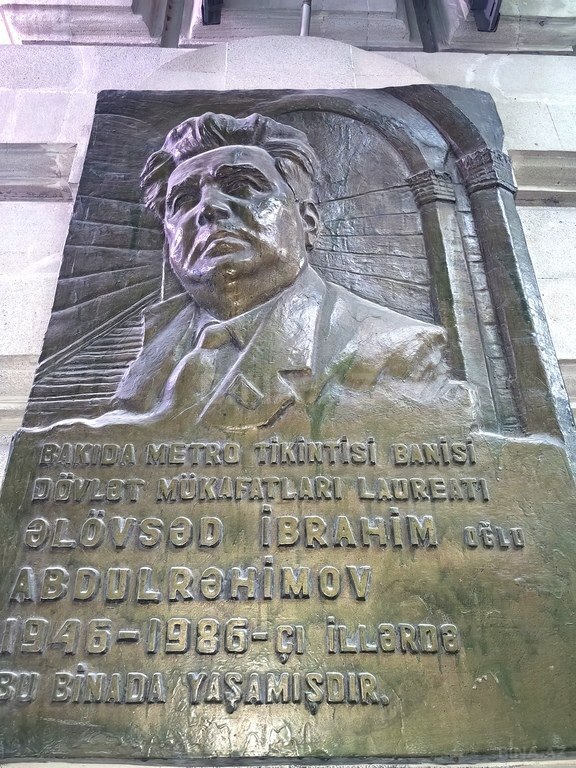 BAKIDA METRO TİKİNTİSİ BANİSİ
DÖVLƏT MÜKAFATLARI LAUREATI
ƏLÖVSƏD İBRAHİM OĞLU
ABDULRƏHİMOV
1946-1986-ÇI İLLƏRDƏ
BU BİNADA YAŞAMIŞDIR.